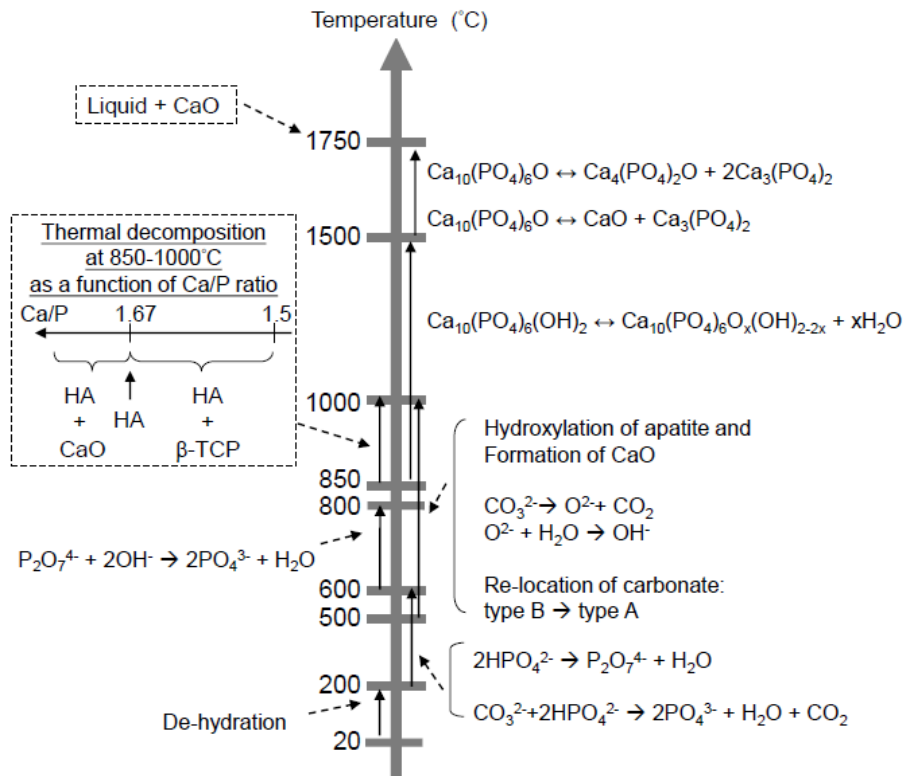 Temperature (°C)
Liquid + CaO
1750
Ca₁₀(PO₄)₆O ↔ Ca₄(PO₄)₂O + 2Ca₃(PO₄)₂
Ca₁₀(PO₄)₆O ↔ CaO + Ca₃(PO₄)₂
1500
Thermal decomposition
at 850-1000°C
as a function of Ca/P ratio
Ca/P 1.67 1.5
HA
+
CaO
HA
HA
+
β-TCP
Ca₁₀(PO₄)₆(OH)₂ ↔ Ca₁₀(PO₄)₆Oₓ(OH)₂₋₂ₓ + xH₂O
1000
Hydroxylation of apatite and
Formation of CaO
850
800
CO₃²⁻→ O²⁻+ CO₂
O²⁻ + H₂O → OH⁻
P₂O₇⁴⁻ + 2OH⁻ → 2PO₄³⁻ + H₂O
600
Re-location of carbonate:
type B → type A
500
2HPO₄²⁻ → P₂O₇⁴⁻ + H₂O
200
CO₃²⁻+2HPO₄²⁻ → 2PO₄³⁻ + H₂O + CO₂
De-hydration
20